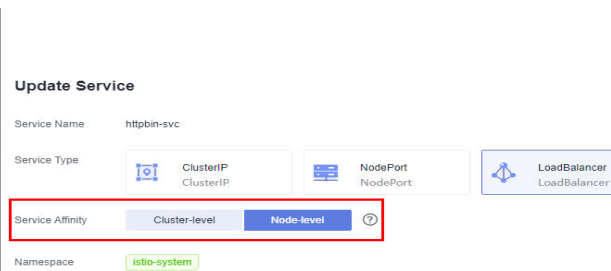 Update Service
Service Name httpbin-svc
Service Type ClusterIP NodePort LoadBalancer
ClusterIP NodePort LoadBalancer
Service Affinity Cluster-level Node-level ?
Namespace istio-system